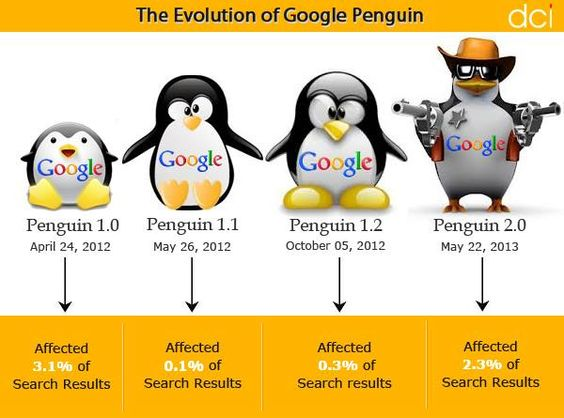 The Evolution of Google Penguin
dci
Google
Google
Google
Google
Penguin 1.0
April 24, 2012
Penguin 1.1
May 26, 2012
Penguin 1.2
October 05, 2012
Penguin 2.0
May 22, 2013
Affected
3.1% of
Search Results
Affected
0.1% of
Search Results
Affected
0.3% of
Search results
Affected
2.3% of
Search Results